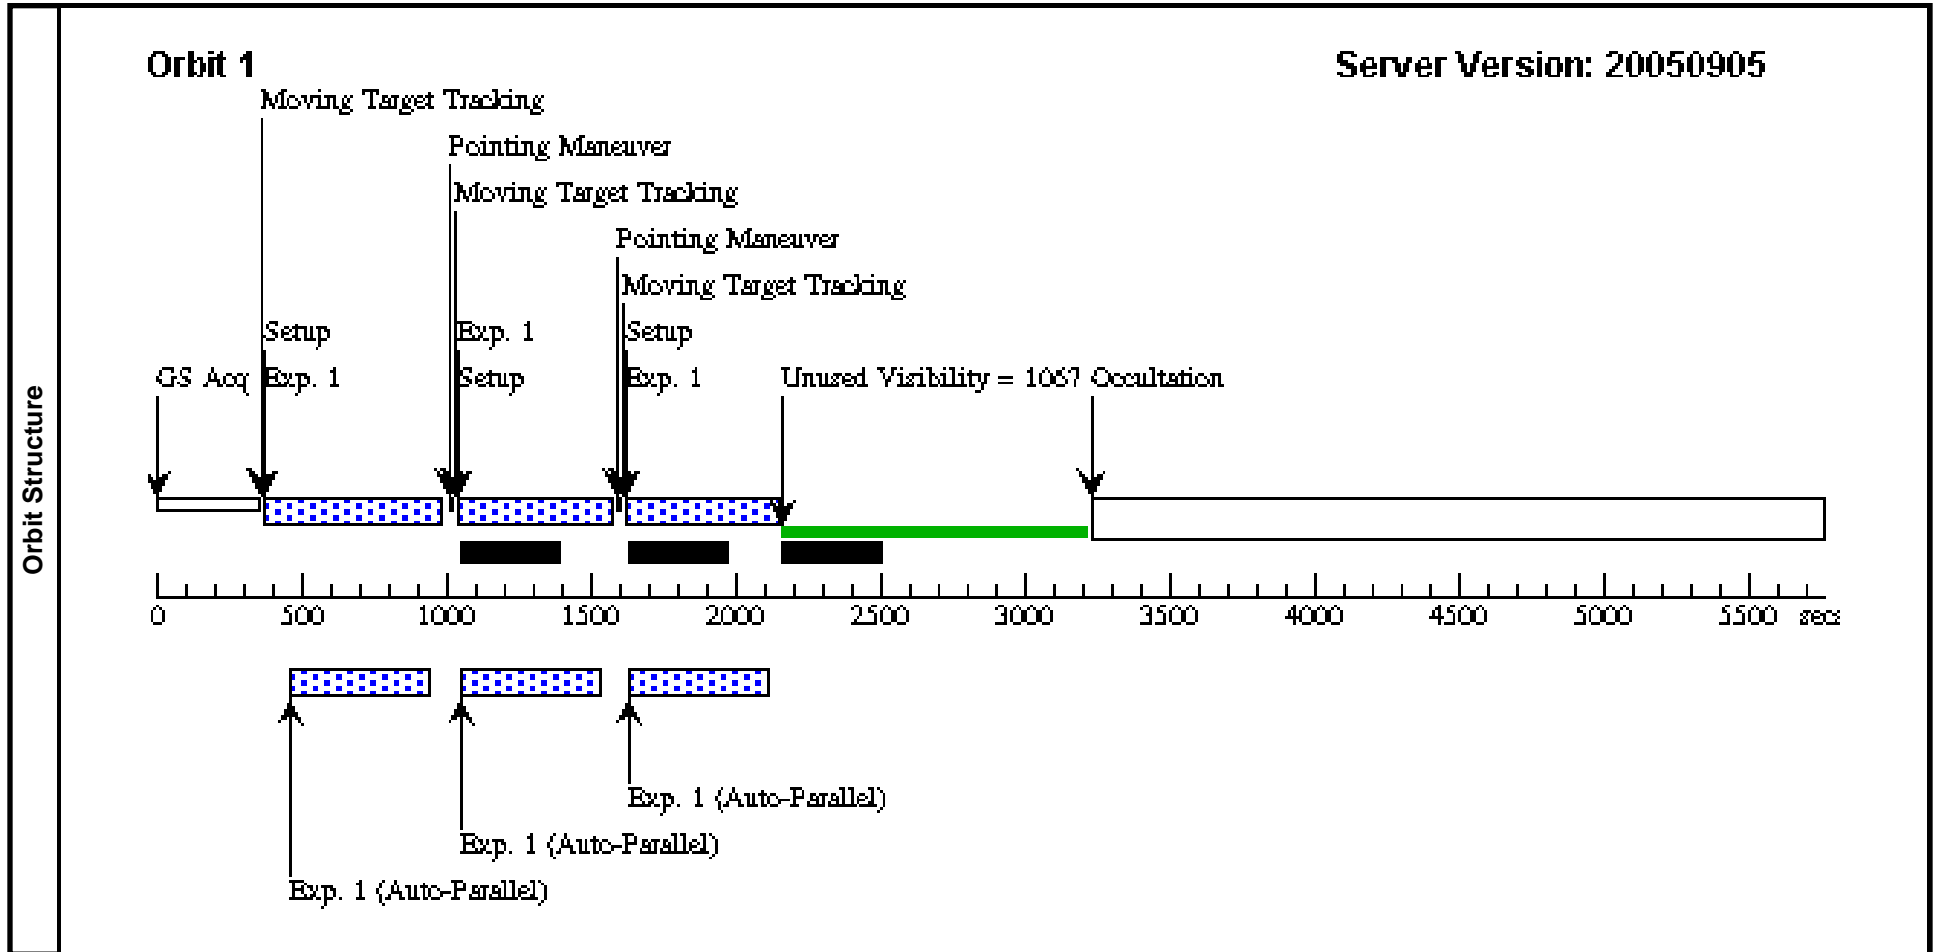 Orbit Structure
Orbit 1
Server Version: 20050905
Moving Target Tracking
Pointing Maneuver
Moving Target Tracking
Pointing Maneuver
Moving Target Tracking
Setup
Exp. 1
Setup
GS Acq
Exp. 1
Setup
Exp. 1
Unused Visibility = 1067
Occultation
0 500 1000 1500 2000 2500 3000 3500 4000 4500 5000 5500 secs
Exp. 1 (Auto-Parallel)
Exp. 1 (Auto-Parallel)
Exp. 1 (Auto-Parallel)